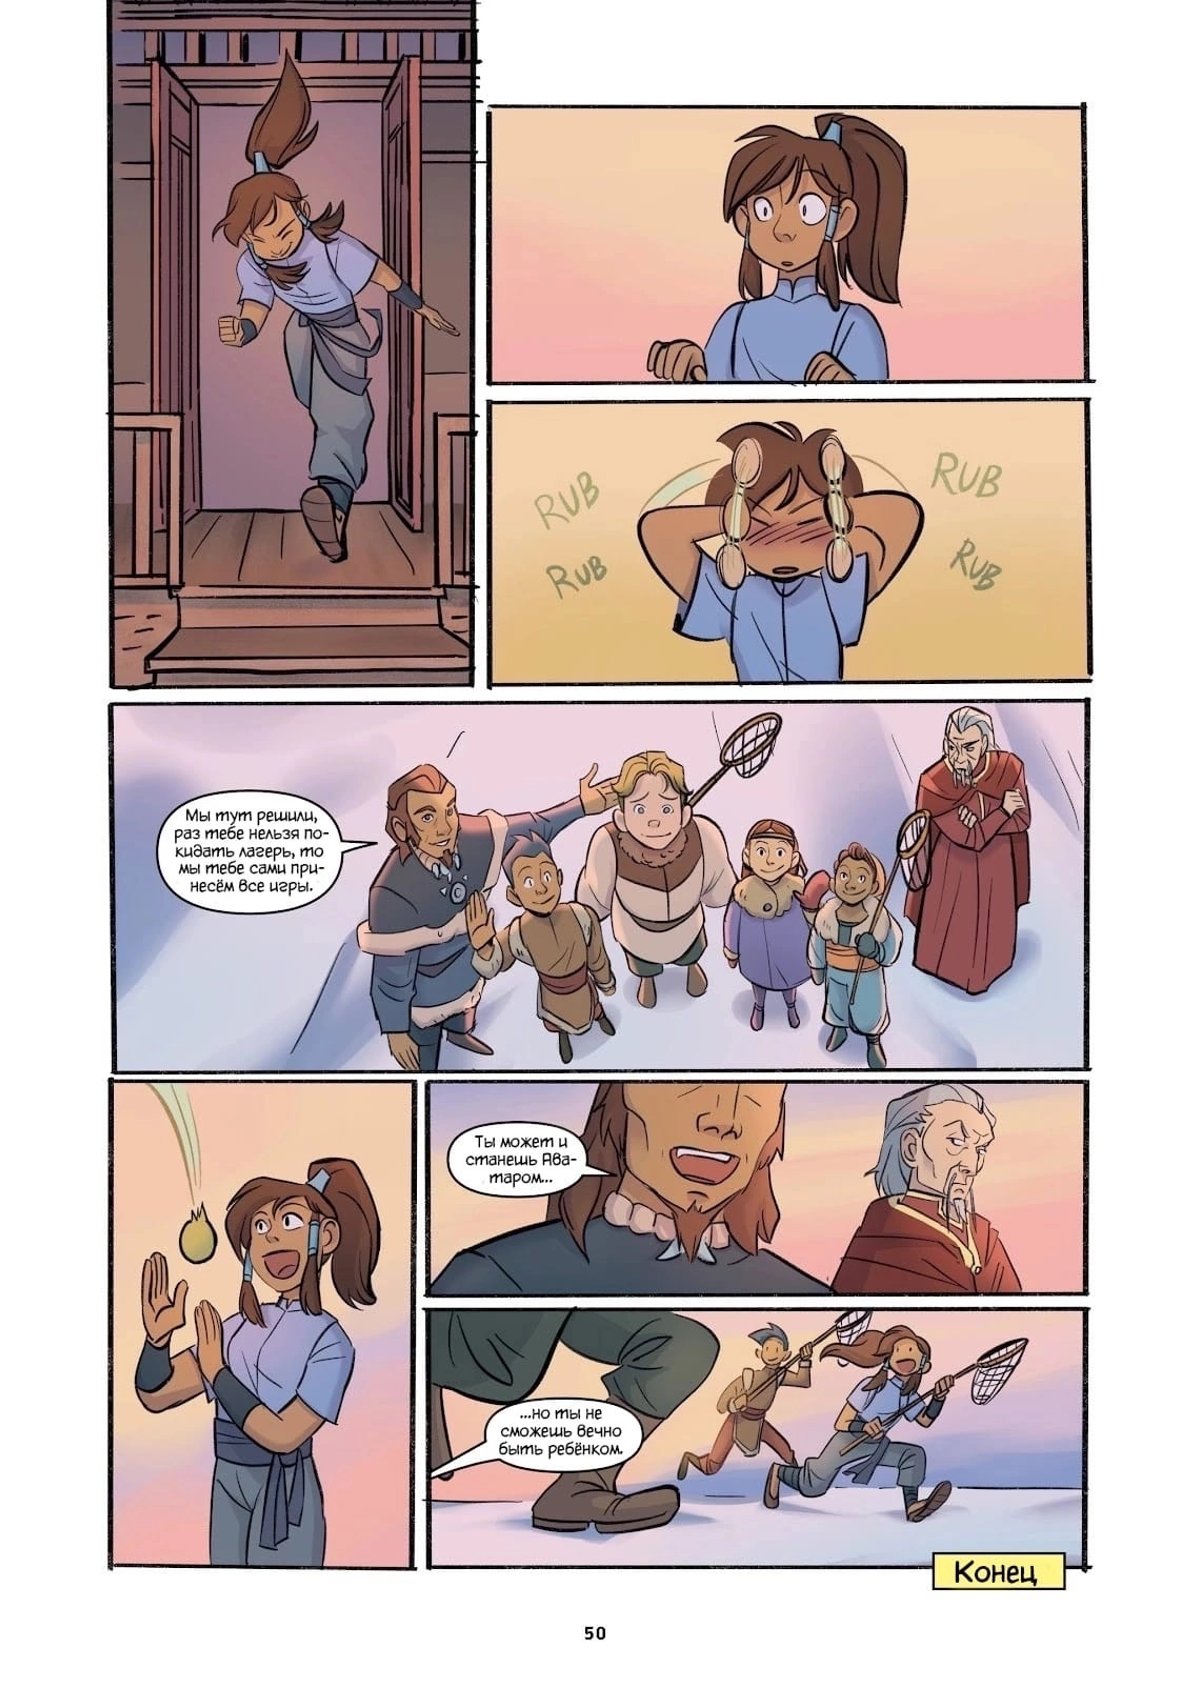 RUB
RUB
RUB
RUB
Мы тут решили,
раз тебе нельзя по-
кидать лагерь, то
мы тебе сами при-
несём все игры.
Ты может и
станешь Ава-
таром...
...но ты не
сможешь вечно
быть ребёнком.
Конец
50